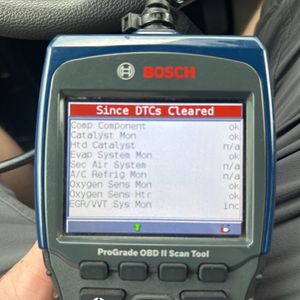 BOSCH
Since DTCs Cleared
Comp Component ok
Catalyst Mon ok
Htd Catalyst n/a
Evap System Mon ok
Sec Air System n/a
A/C Refrig Mon n/a
Oxygen Sens Mon ok
Oxygen Sens Htr ok
EGR/VVT Sys Mon inc
ProGrade OBD II Scan Tool